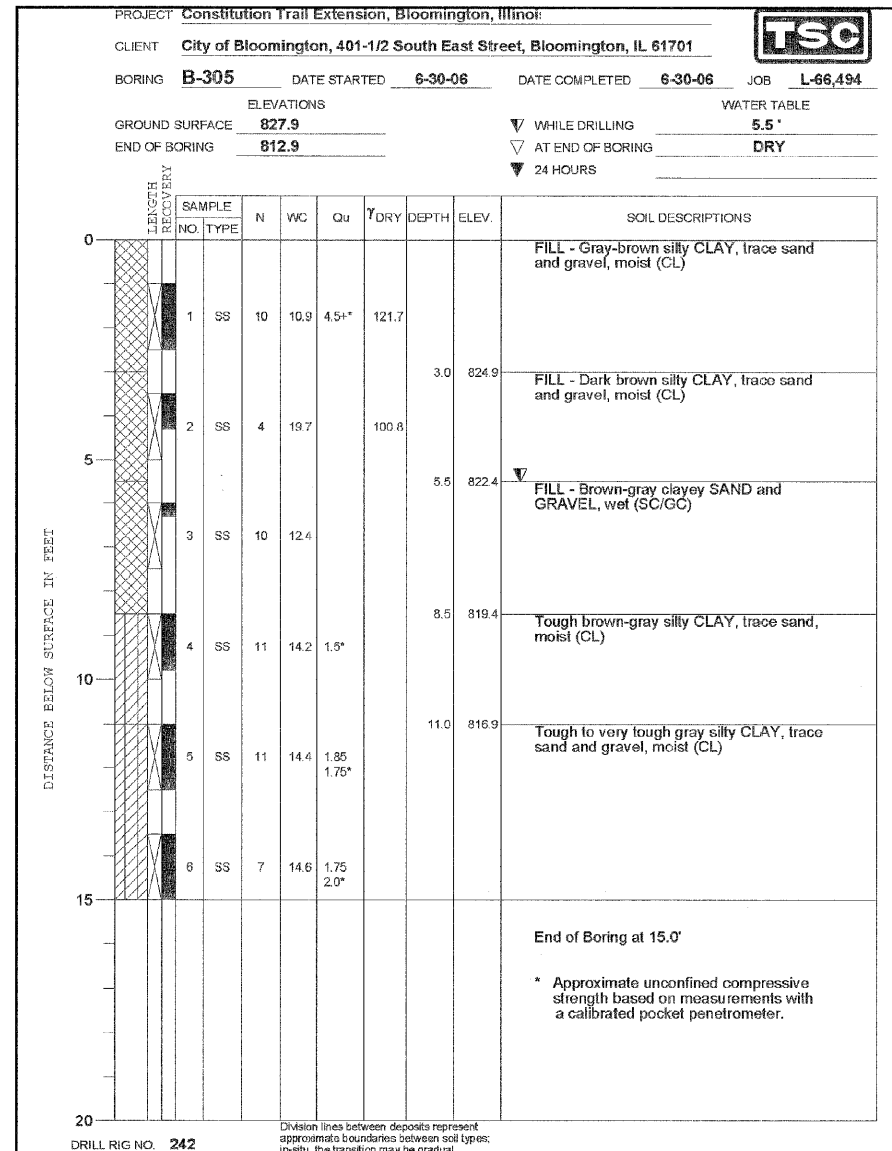 PROJECT Constitution Trail Extension, Bloomington, Illinoi
TSC
CLIENT City of Bloomington, 401-1/2 South East Street, Bloomington, IL 61701
BORING B-305 DATE STARTED 6-30-06 DATE COMPLETED 6-30-06 JOB L-66,494
ELEVATIONS WATER TABLE
GROUND SURFACE 827.9 WHILE DRILLING 5.5 '
END OF BORING 812.9 AT END OF BORING DRY
24 HOURS
LENGTH
RECOVERY
SAMPLE
NO. TYPE N WC Qu γDRY DEPTH ELEV. SOIL DESCRIPTIONS
0
FILL - Gray-brown silty CLAY, trace sand
and gravel, moist (CL)
1 SS 10 10.9 4.5+* 121.7
3.0 824.9
FILL - Dark brown silty CLAY, trace sand
and gravel, moist (CL)
2 SS 4 19.7 100.8
5
5.5 822.4
FILL - Brown-gray clayey SAND and
GRAVEL, wet (SC/GC)
3 SS 10 12.4
8.5 819.4
Tough brown-gray silty CLAY, trace sand,
moist (CL)
4 SS 11 14.2 1.5*
10
11.0 816.9
Tough to very tough gray silty CLAY, trace
sand and gravel, moist (CL)
5 SS 11 14.4 1.85
1.75*
6 SS 7 14.6 1.75
2.0*
15
End of Boring at 15.0'
* Approximate unconfined compressive
strength based on measurements with
a calibrated pocket penetrometer.
20
DISTANCE BELOW SURFACE IN FEET
DRILL RIG NO. 242
Division lines between deposits represent
approximate boundaries between soil types;
in-situ, the transition may be gradual.